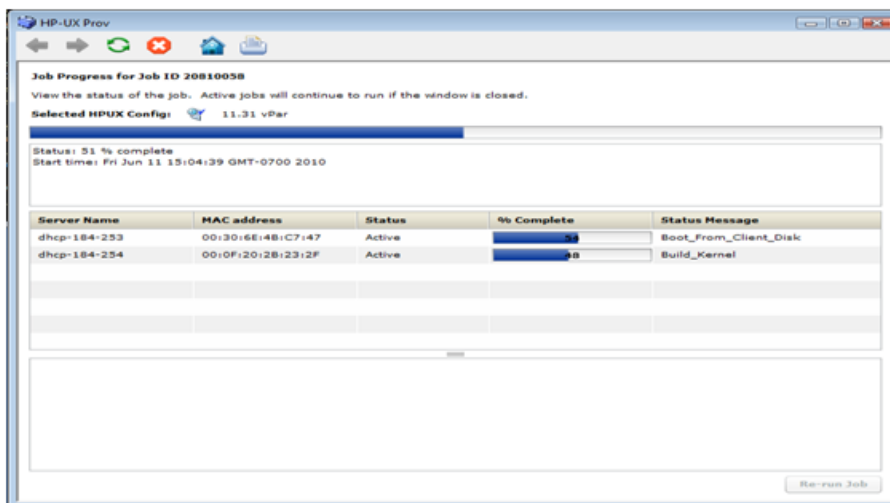 HP-UX Prov
Job Progress for Job ID 20810058
View the status of the job. Active jobs will continue to run if the window is closed.
Selected HPUX Config: 11.31 vPar
Status: 51 % complete
Start time: Fri Jun 11 15:04:39 GMT-0700 2010
Server Name MAC address Status % Complete Status Message
dhcp-184-253 00:30:6E:4B:C7:47 Active 54 Boot_From_Client_Disk
dhcp-184-254 00:0F:20:2B:23:2F Active 48 Build_Kernel
Re-run Job